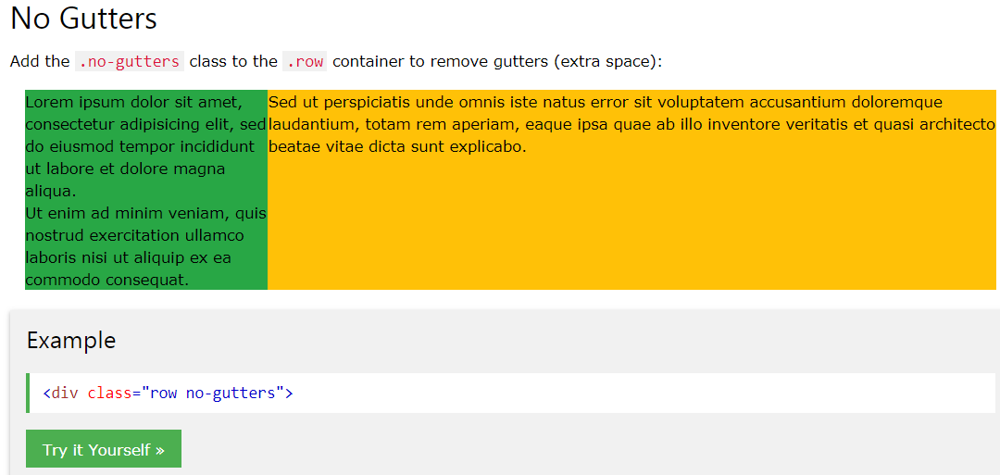 No Gutters
Add the .no-gutters class to the .row container to remove gutters (extra space):
Lorem ipsum dolor sit amet,
consectetur adipisicing elit, sed
do eiusmod tempor incididunt
ut labore et dolore magna
aliqua.
Ut enim ad minim veniam, quis
nostrud exercitation ullamco
laboris nisi ut aliquip ex ea
commodo consequat.
Sed ut perspiciatis unde omnis iste natus error sit voluptatem accusantium doloremque
laudantium, totam rem aperiam, eaque ipsa quae ab illo inventore veritatis et quasi architecto
beatae vitae dicta sunt explicabo.
Example
<div class="row no-gutters">
Try it Yourself »